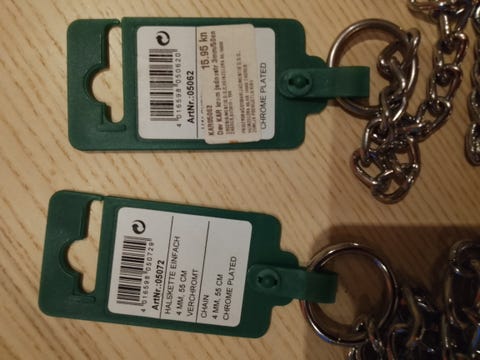 4 016598 050620
ArtNr.:05062
15.95 kn
KAR05062
CHROME PLATED
4 016598 050729
ArtNr.:05072
HALSKETTE EINFACH
4 MM, 55 CM
VERCHROMT
CHAIN
4 MM, 55 CM
CHROME PLATED